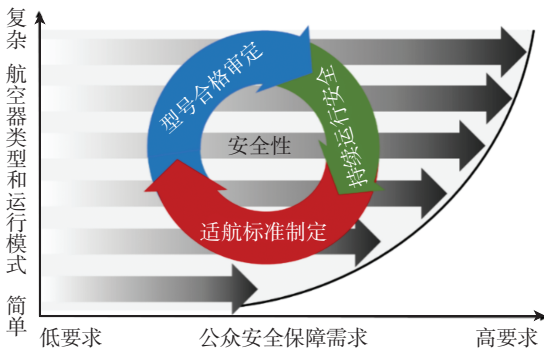 复杂
航空器类型和运行模式
简单
型号合格审定
持续运行安全
安全性
适航标准制定
低要求
公众安全保障需求
高要求